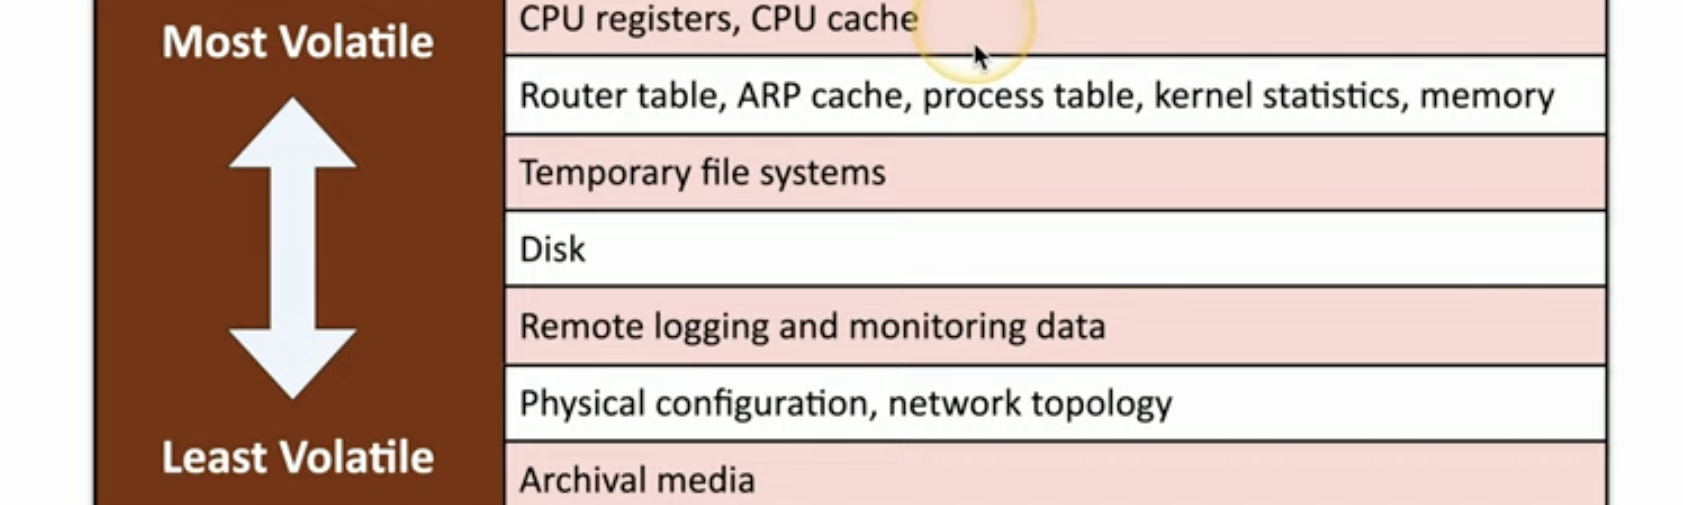 Most Volatile
Least Volatile
CPU registers, CPU cache
Router table, ARP cache, process table, kernel statistics, memory
Temporary file systems
Disk
Remote logging and monitoring data
Physical configuration, network topology
Archival media